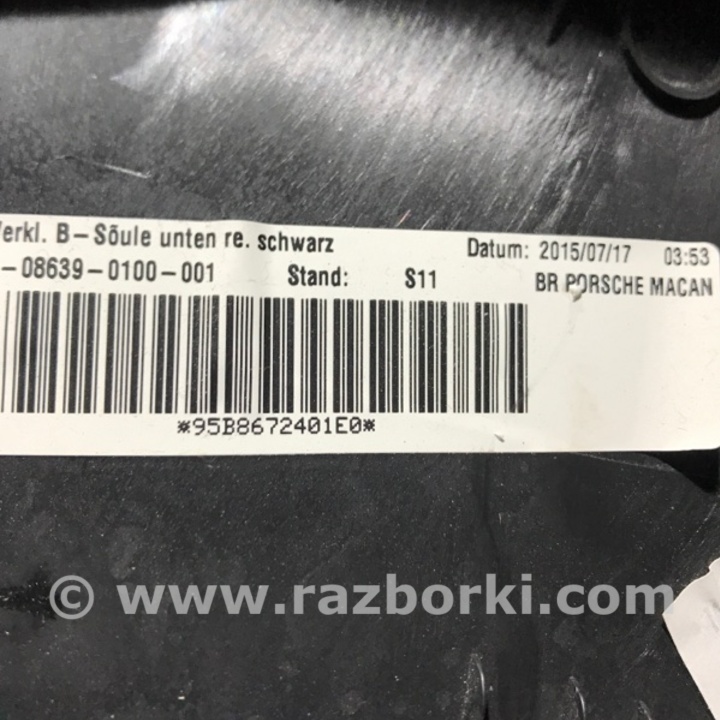 Verkl. B-Sõule unten re. schwarz Datum: 2015/07/17 03:53
-08639-0100-001 Stand: S11 BR PORSCHE MACAN
*95B8672401E0*
© www.razborki.com